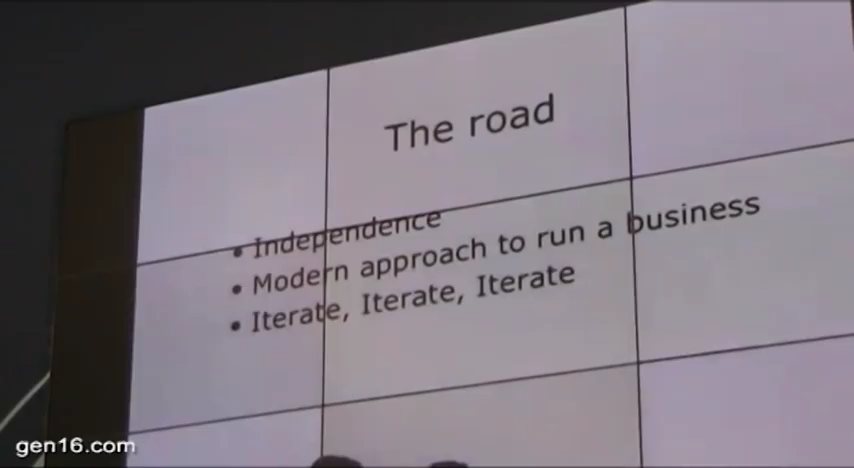 The road
• Independence
• Modern approach to run a business
• Iterate, Iterate, Iterate
gen16.com